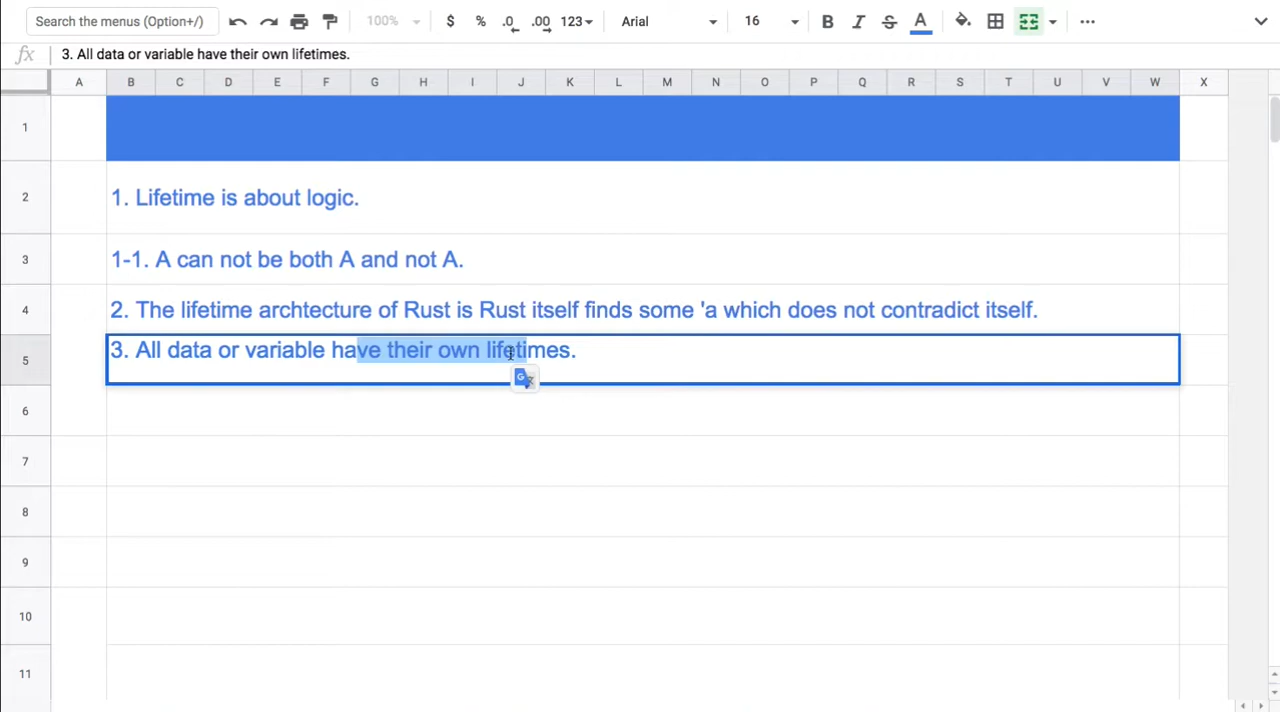 Search the menus (Option+/) 100% $ % .0 .00 123 Arial 16 B I S A
fx 3. All data or variable have their own lifetimes.
A B C D E F G H I J K L M N O P Q R S T U V W X
1
2 1. Lifetime is about logic.
3 1-1. A can not be both A and not A.
4 2. The lifetime archtecture of Rust is Rust itself finds some 'a which does not contradict itself.
5 3. All data or variable have their own lifetimes.
6
7
8
9
10
11